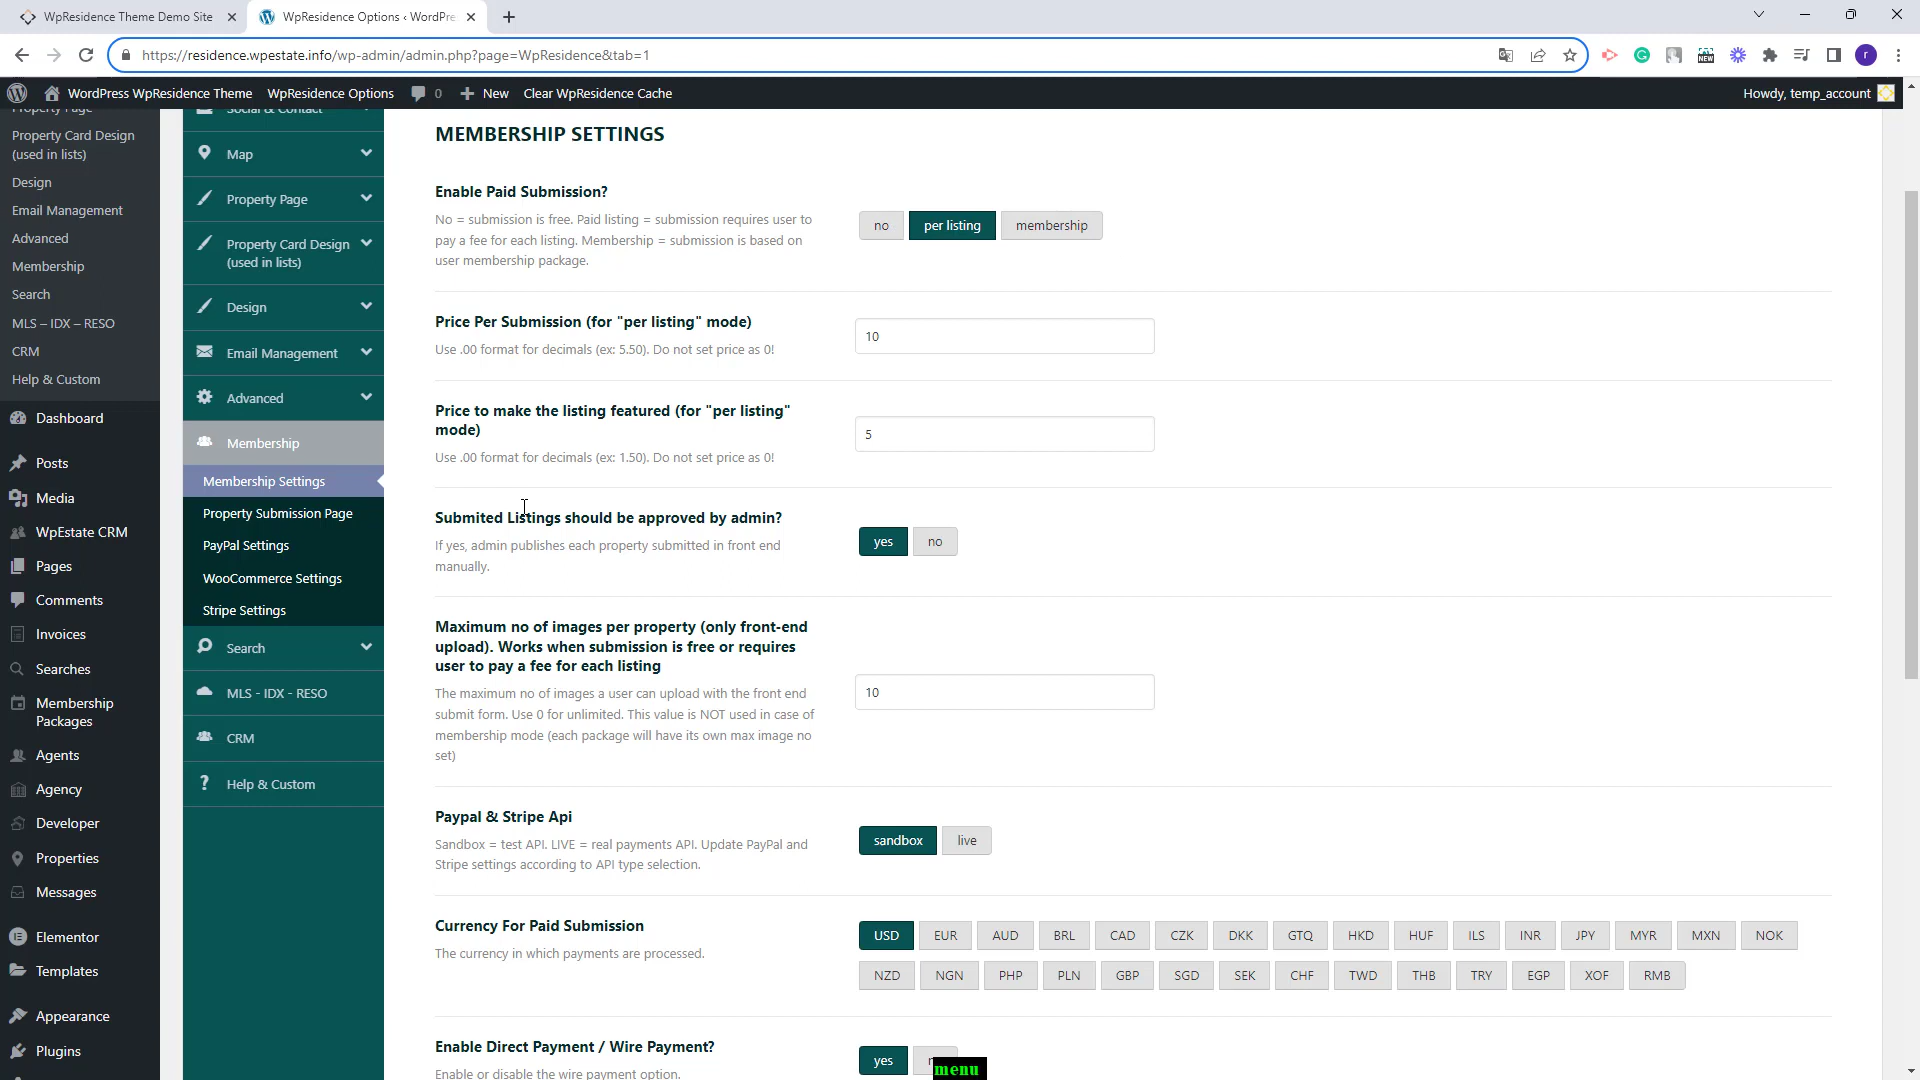 WpResidence Theme Demo Site
WpResidence Options ‹ WordPre
https://residence.wpestate.info/wp-admin/admin.php?page=WpResidence&tab=1
NEW
r
WordPress WpResidence Theme
WpResidence Options
0
New
Clear WpResidence Cache
Howdy, temp_account
Property Page
Property Card Design
(used in lists)
Design
Email Management
Advanced
Membership
Search
MLS – IDX – RESO
CRM
Help & Custom
Dashboard
Posts
Media
WpEstate CRM
Pages
Comments
Invoices
Searches
Membership
Packages
Agents
Agency
Developer
Properties
Messages
Elementor
Templates
Appearance
Plugins
Social & Contact
Map
Property Page
Property Card Design
(used in lists)
Design
Email Management
Advanced
Membership
Membership Settings
Property Submission Page
PayPal Settings
WooCommerce Settings
Stripe Settings
Search
MLS - IDX - RESO
CRM
Help & Custom
MEMBERSHIP SETTINGS
Enable Paid Submission?
No = submission is free. Paid listing = submission requires user to
pay a fee for each listing. Membership = submission is based on
user membership package.
no
per listing
membership
Price Per Submission (for "per listing" mode)
Use .00 format for decimals (ex: 5.50). Do not set price as 0!
10
Price to make the listing featured (for "per listing"
mode)
Use .00 format for decimals (ex: 1.50). Do not set price as 0!
5
Submited Listings should be approved by admin?
If yes, admin publishes each property submitted in front end
manually.
yes
no
Maximum no of images per property (only front-end
upload). Works when submission is free or requires
user to pay a fee for each listing
The maximum no of images a user can upload with the front end
submit form. Use 0 for unlimited. This value is NOT used in case of
membership mode (each package will have its own max image no
set)
10
Paypal & Stripe Api
Sandbox = test API. LIVE = real payments API. Update PayPal and
Stripe settings according to API type selection.
sandbox
live
Currency For Paid Submission
The currency in which payments are processed.
USD EUR AUD BRL CAD CZK DKK GTQ HKD HUF ILS INR JPY MYR MXN NOK
NZD NGN PHP PLN GBP SGD SEK CHF TWD THB TRY EGP XOF RMB
Enable Direct Payment / Wire Payment?
Enable or disable the wire payment option.
yes
menu